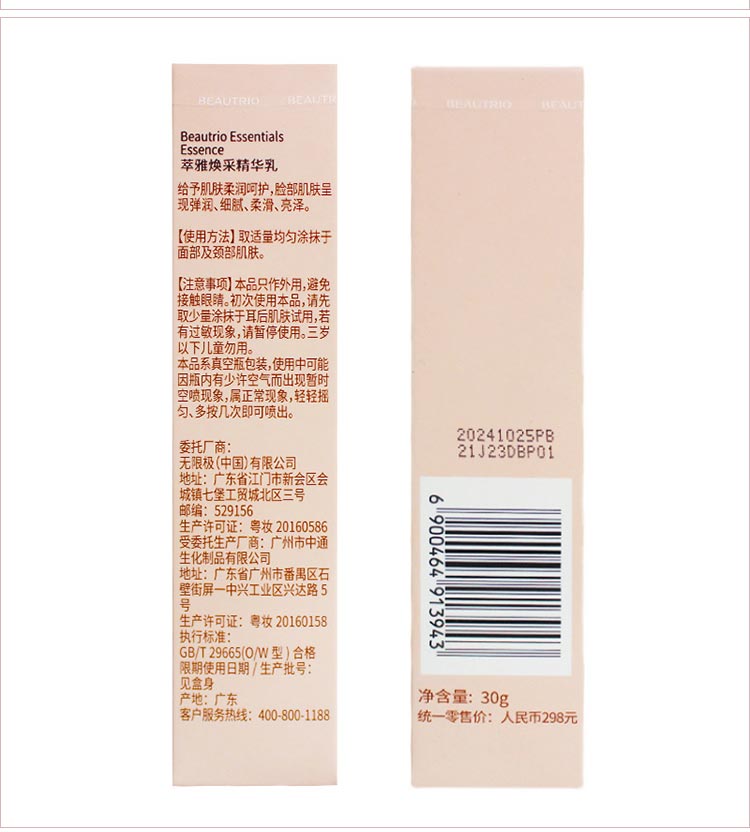 BEAUTRIO BEAUTR
Beautrio Essentials
Essence
萃雅焕采精华乳
给予肌肤柔润呵护，脸部肌肤呈
现弹润、细腻、柔滑、亮泽。
【使用方法】取适量均匀涂抹于
面部及颈部肌肤。
【注意事项】本品只作外用，避免
接触眼睛。初次使用本品，请先
取少量涂抹于耳后肌肤试用，若
有过敏现象，请暂停使用。三岁
以下儿童勿用。
本品系真空瓶包装，使用中可能
因瓶内有少许空气而出现暂时
空喷现象，属正常现象，轻轻摇
匀、多按几次即可喷出。
委托厂商：
无限极（中国）有限公司
地址：广东省江门市新会区会
城镇七堡工贸城北区三号
邮编：529156
生产许可证：粤妆 20160586
受委托生产厂商：广州市中通
生化制品有限公司
地址：广东省广州市番禺区石
壁街屏一中兴工业区兴达路 5
号
生产许可证：粤妆 20160158
执行标准：
GB/T 29665(O/W 型 ) 合格
限期使用日期 / 生产批号：
见盒身
产地：广东
客户服务热线：400-800-1188
BEAUTRIO BEAUT
20241025PB
21J23DBP01
6 900464 913943
净含量: 30g
统一零售价：人民币298元